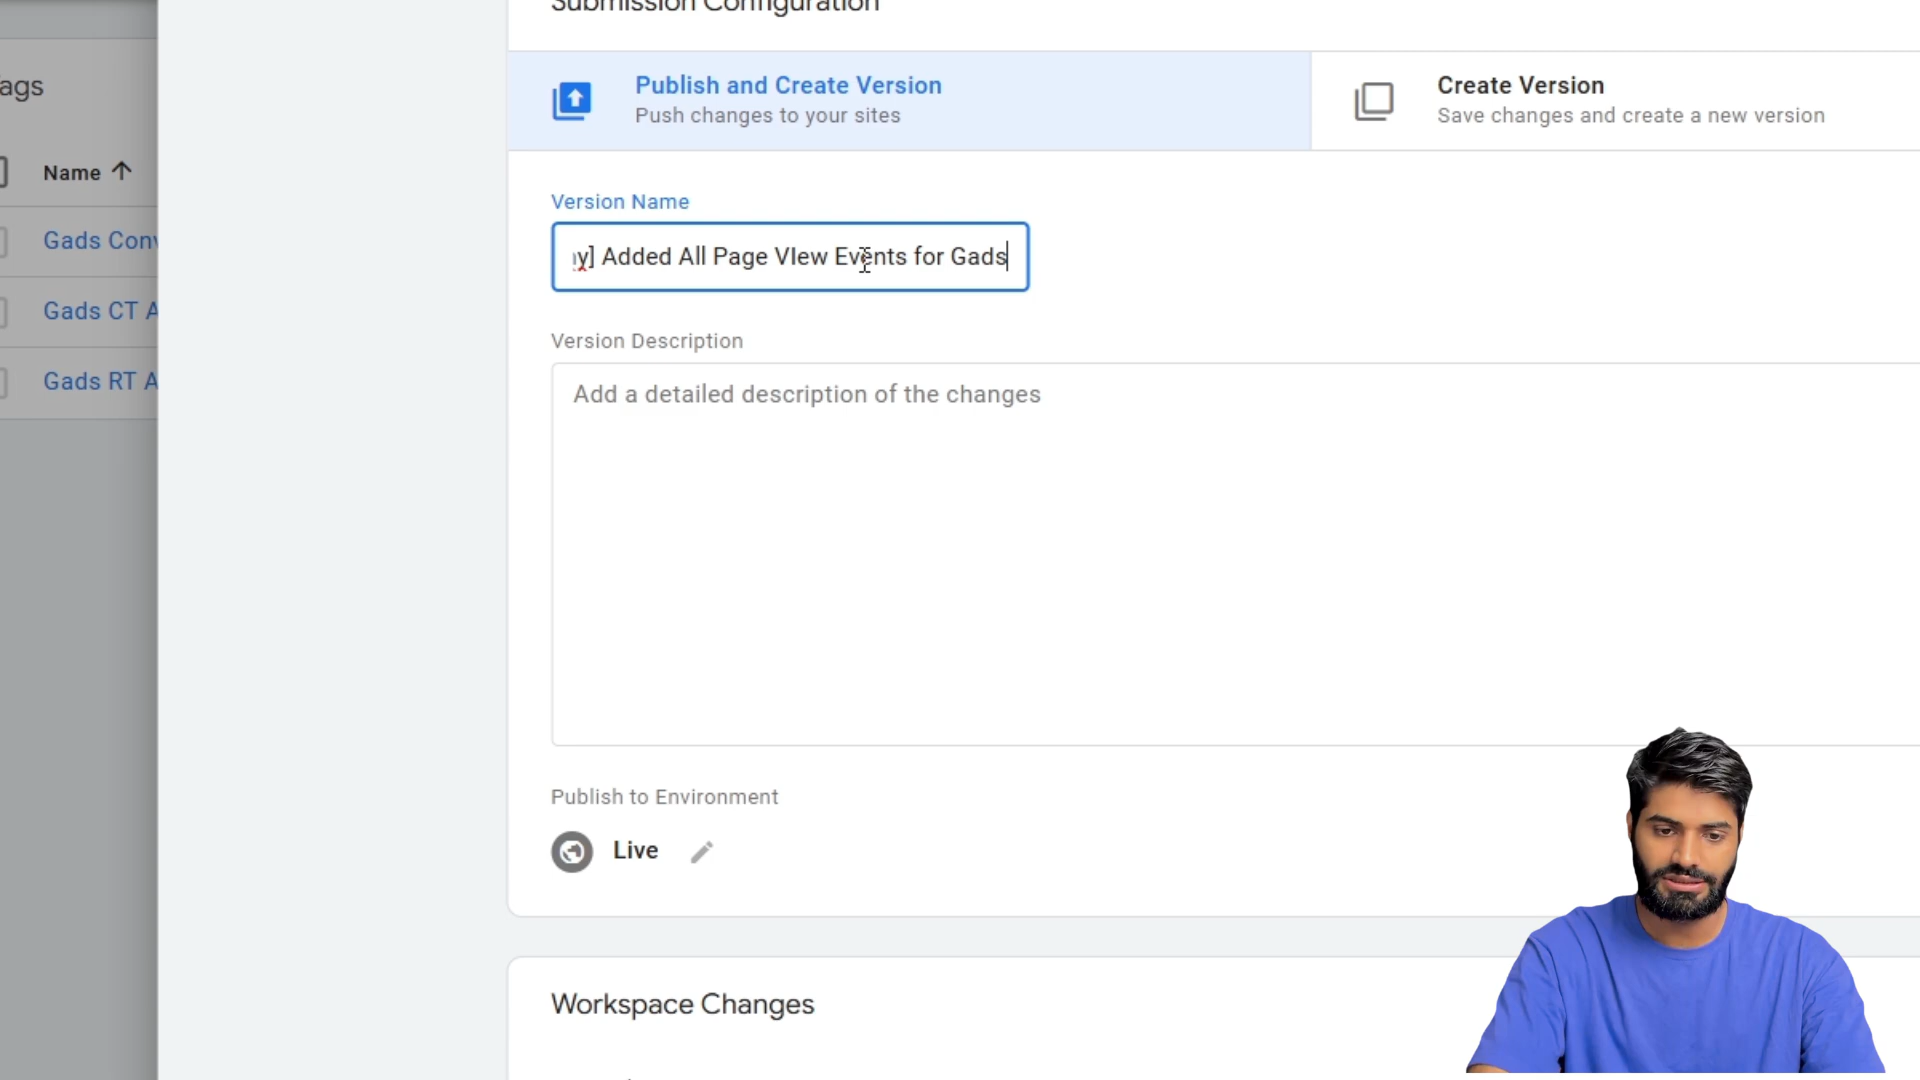 Submission Configuration
Publish and Create Version
Push changes to your sites
Create Version
Save changes and create a new version
ags
Name
Gads Conv
Gads CT A
Gads RT A
Version Name
y] Added All Page VIew Events for Gads
Version Description
Add a detailed description of the changes
Publish to Environment
Live
Workspace Changes